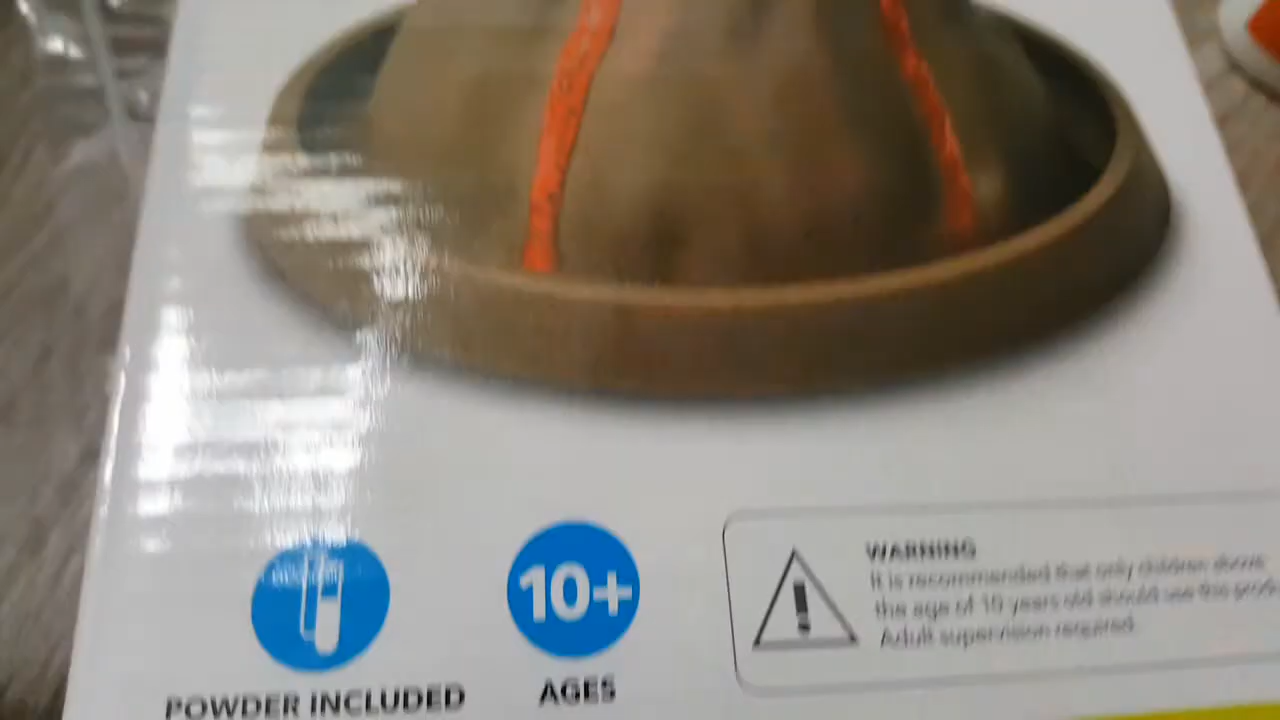 10+
POWDER INCLUDED
AGES
WARNING
It is recommended that only children above
the age of 10 years old should use this
Adult supervision required.